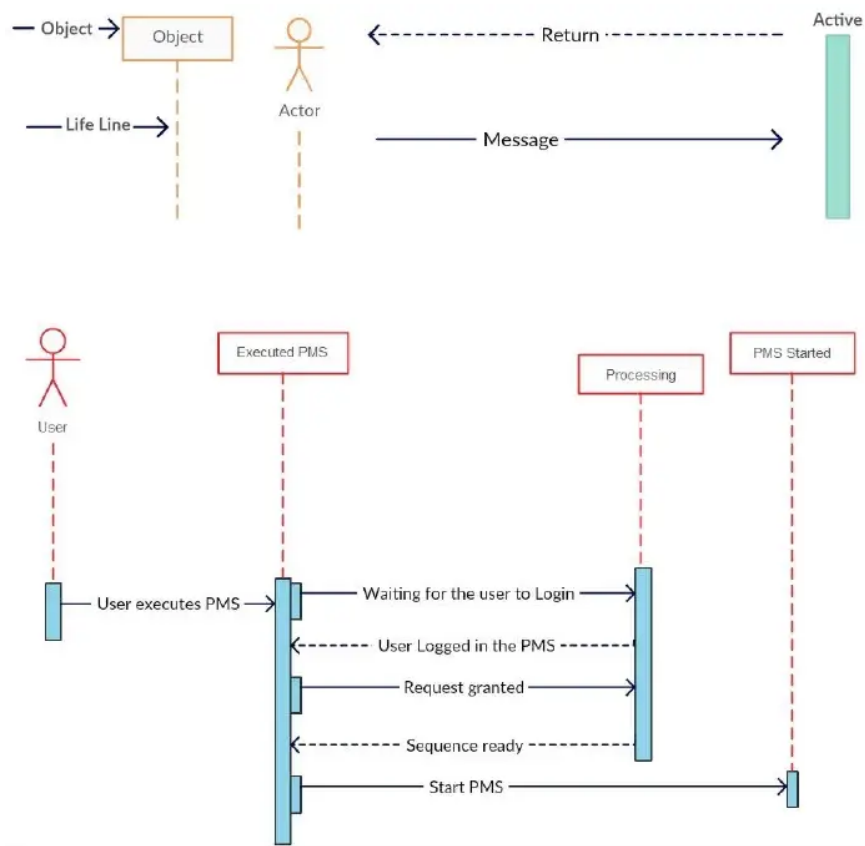 Object
Object
Return
Active
Life Line
Actor
Message
User
Executed PMS
Processing
PMS Started
User executes PMS
Waiting for the user to Login
User Logged in the PMS
Request granted
Sequence ready
Start PMS